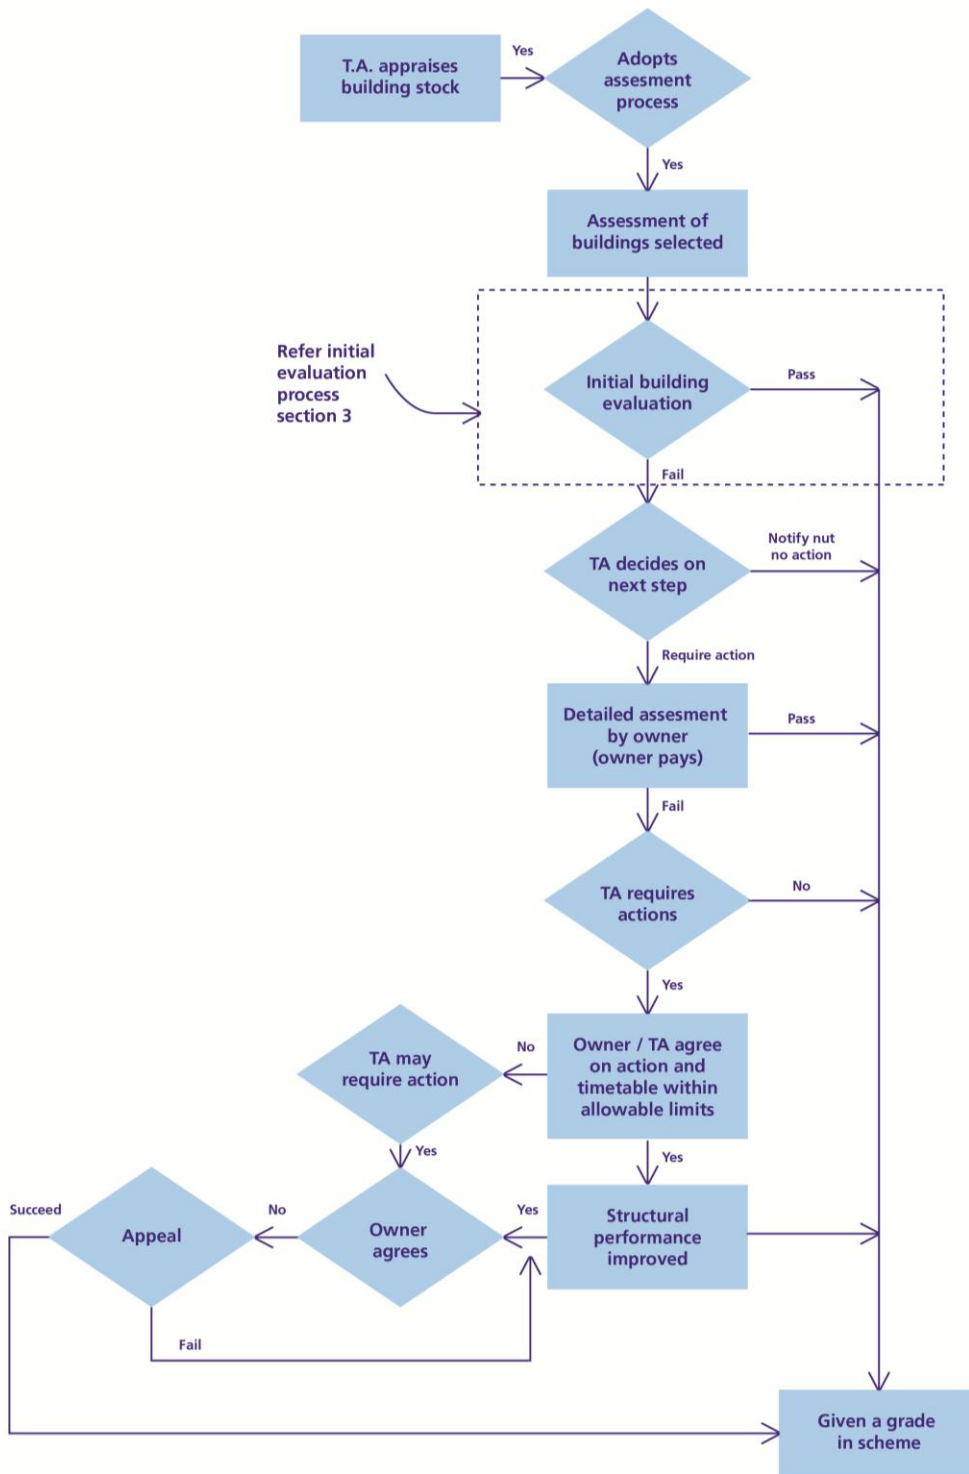 T.A. appraises
building stock
Yes
Adopts
assesment
process
Yes
Assessment of
buildings selected
Refer initial
evaluation
process
section 3
Initial building
evaluation
Pass
Fail
TA decides on
next step
Notify nut
no action
Require action
Detailed assesment
by owner
(owner pays)
Pass
Fail
TA requires
actions
No
Yes
Owner / TA agree
on action and
timetable within
allowable limits
No
TA may
require action
Yes
Yes
Structural
performance
improved
Yes
Owner
agrees
No
Appeal
Succeed
Fail
Given a grade
in scheme